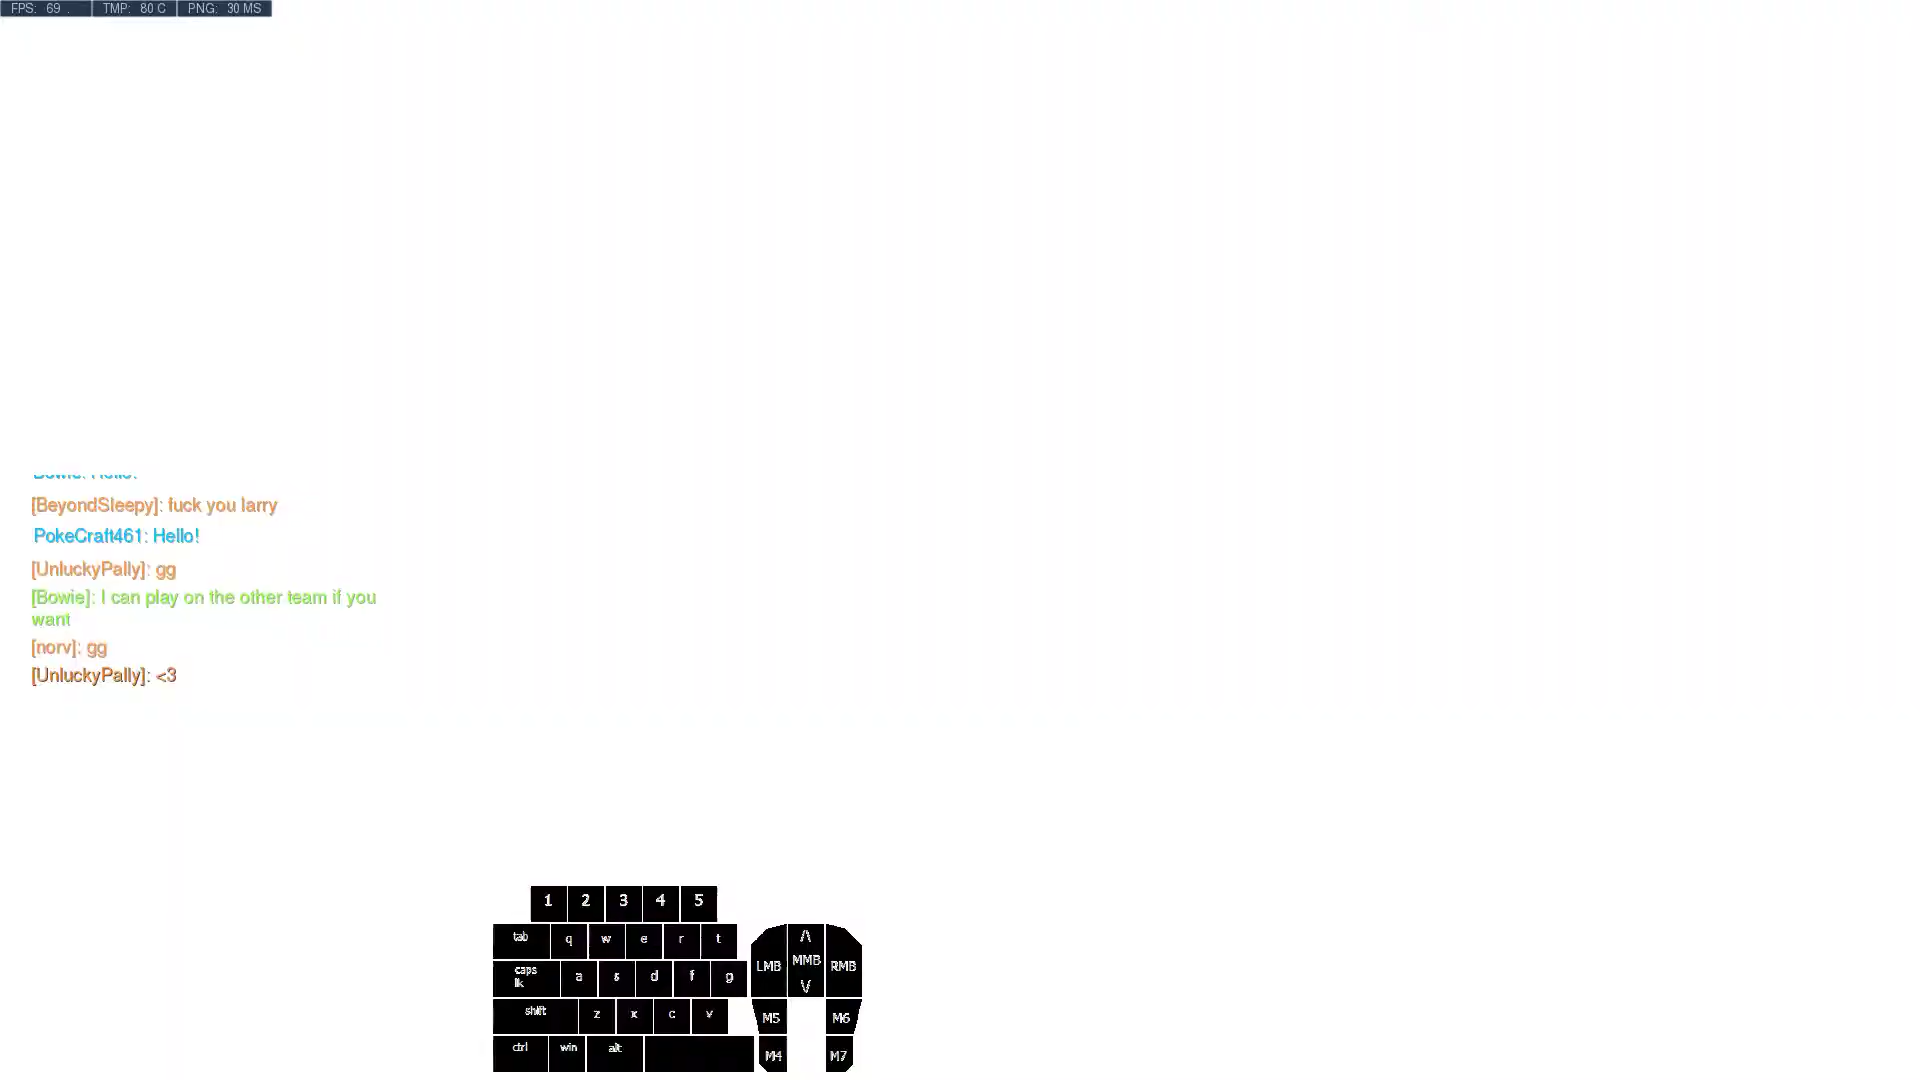 FPS: 69 . TMP: 80 C PNG: 30 MS
Bowie: Hello!
[BeyondSleepy]: fuck you larry
PokeCraft461: Hello!
[UnluckyPally]: gg
[Bowie]: I can play on the other team if you
want
[norv]: gg
[UnluckyPally]: <3
1 2 3 4 5
tab q w e r t
caps a s d f g
lk
shift z x c v
ctrl win alt
/\
LMB MMB RMB
\/
M5 M6
M4 M7